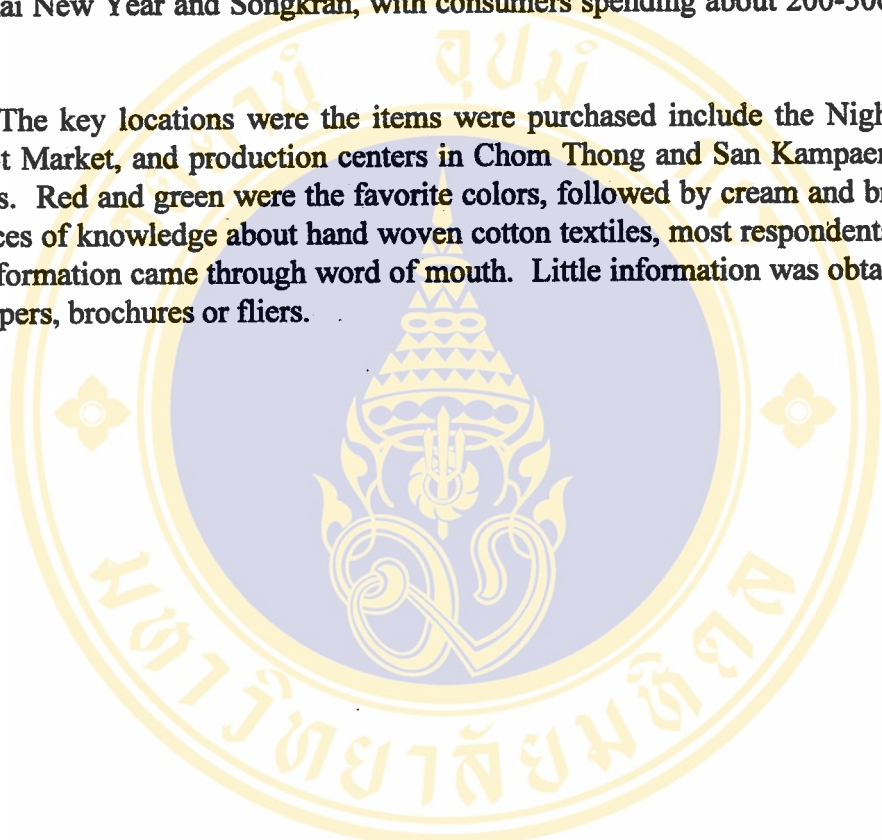 ai New Year and Songkran, with consumers spending about
The key locations were the items were purchased include the Nigh
t Market, and production centers in Chom Thong and San Kampaen
s. Red and green were the favorite colors, followed by cream and b
ces of knowledge about hand woven cotton textiles, most respondent
formation came through word of mouth. Little information was obta
pers, brochures or fliers.
อุปมํ
มหาวิทยาลัยมหิดล